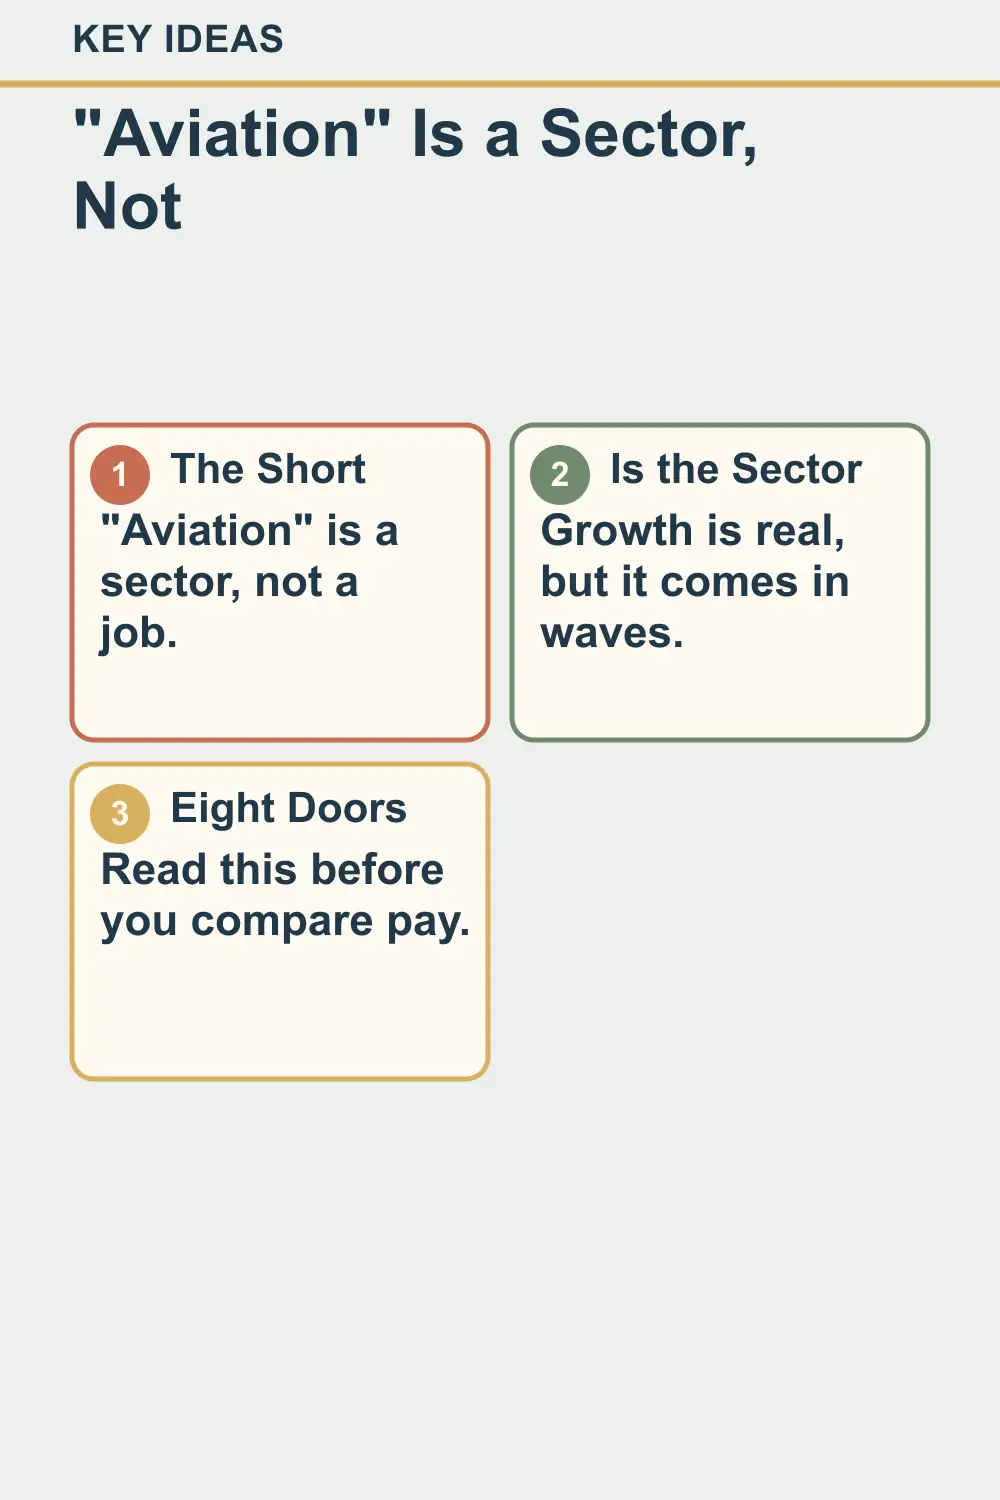 KEY IDEAS
"Aviation" Is a Sector,
Not
1 The Short
"Aviation" is a
sector, not a
job.
2 Is the Sector
Growth is real,
but it comes in
waves.
3 Eight Doors
Read this before
you compare pay.